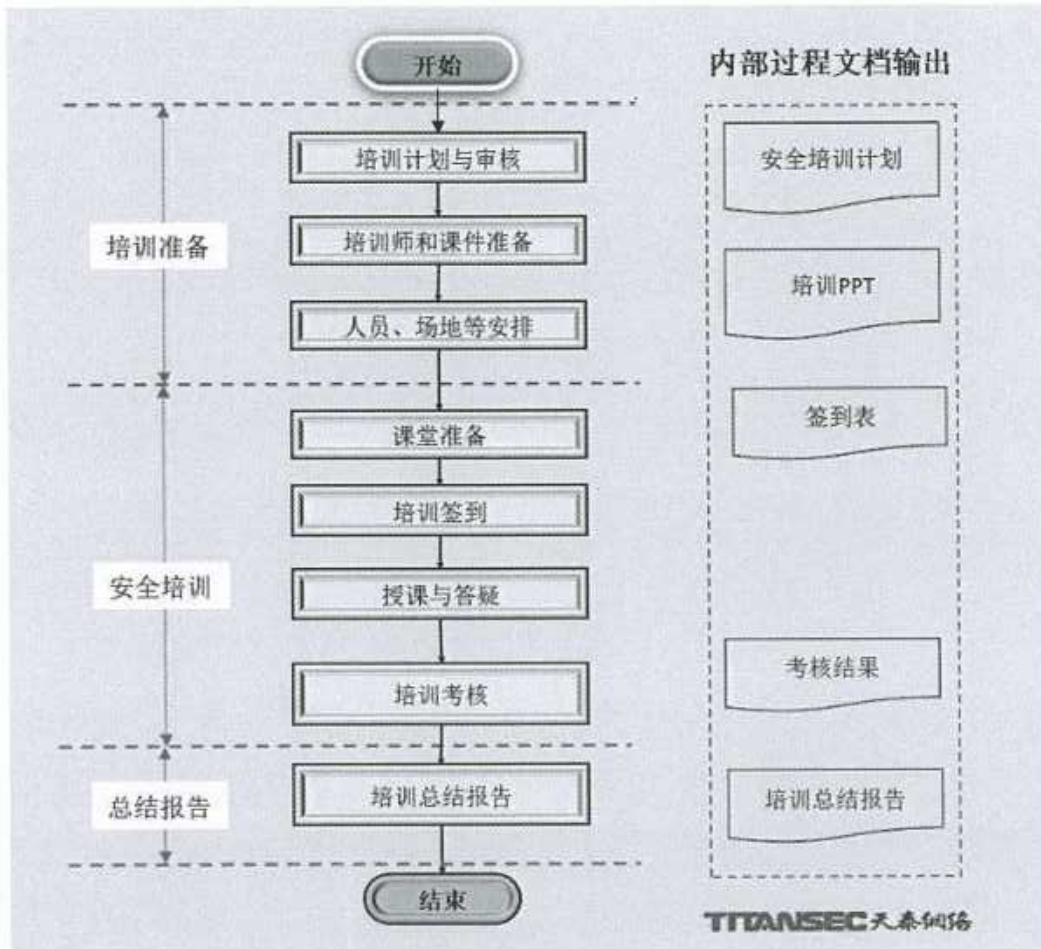 开始
内部过程文档输出
培训计划与审核
安全培训计划
培训准备
培训师和课件准备
培训PPT
人员、场地等安排
课堂准备
签到表
培训签到
安全培训
授课与答疑
培训考核
考核结果
总结报告
培训总结报告
培训总结报告
结束
TITANSEC天泰网络